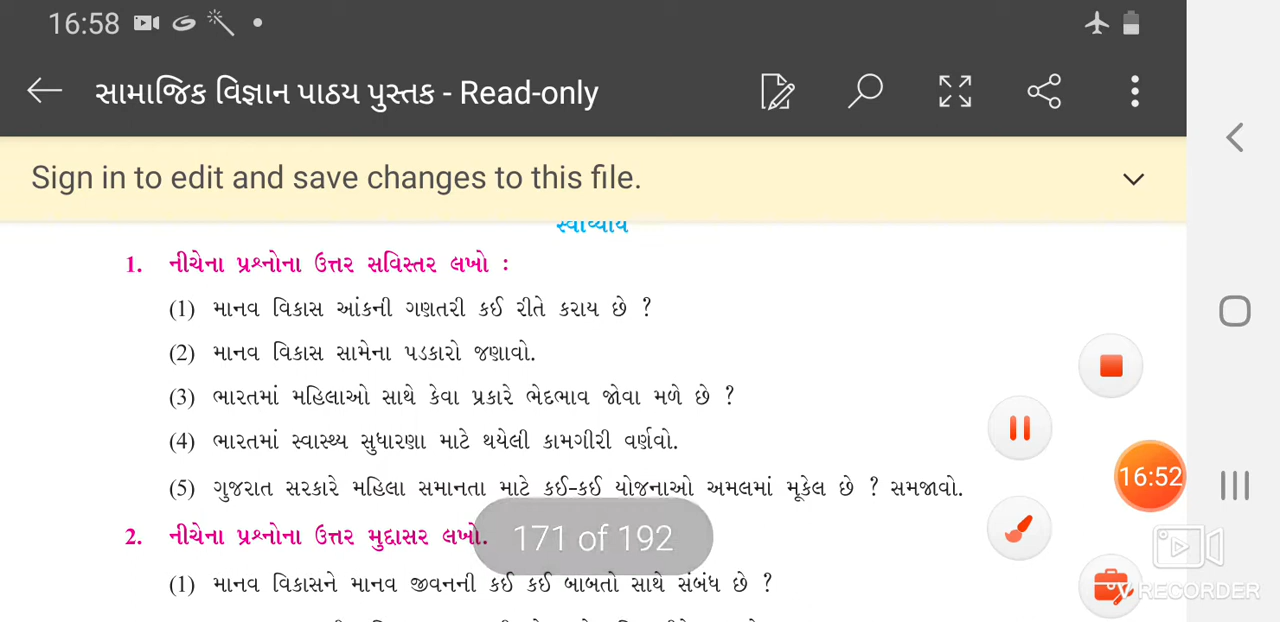 16:58
સામાજિક વિજ્ઞાન પાઠય પુસ્તક - Read-only
Sign in to edit and save changes to this file.
સ્વાધ્યાય
1. નીચેના પ્રશ્નોના ઉત્તર સવિસ્તર લખો :
(1) માનવ વિકાસ આંકની ગણતરી કઈ રીતે કરાય છે ?
(2) માનવ વિકાસ સામેના પડકારો જણાવો.
(3) ભારતમાં મહિલાઓ સાથે કેવા પ્રકારે ભેદભાવ જોવા મળે છે ?
(4) ભારતમાં સ્વાસ્થ્ય સુધારણા માટે થયેલી કામગીરી વર્ણવો.
(5) ગુજરાત સરકારે મહિલા સમાનતા માટે કઈ-કઈ યોજનાઓ અમલમાં મૂકેલ છે ? સમજાવો.
16:52
2. નીચેના પ્રશ્નોના ઉત્તર મુદ્દાસર લખો.
171 of 192
(1) માનવ વિકાસને માનવ જીવનની કઈ કઈ બાબતો સાથે સંબંધ છે ?
V RECORDER